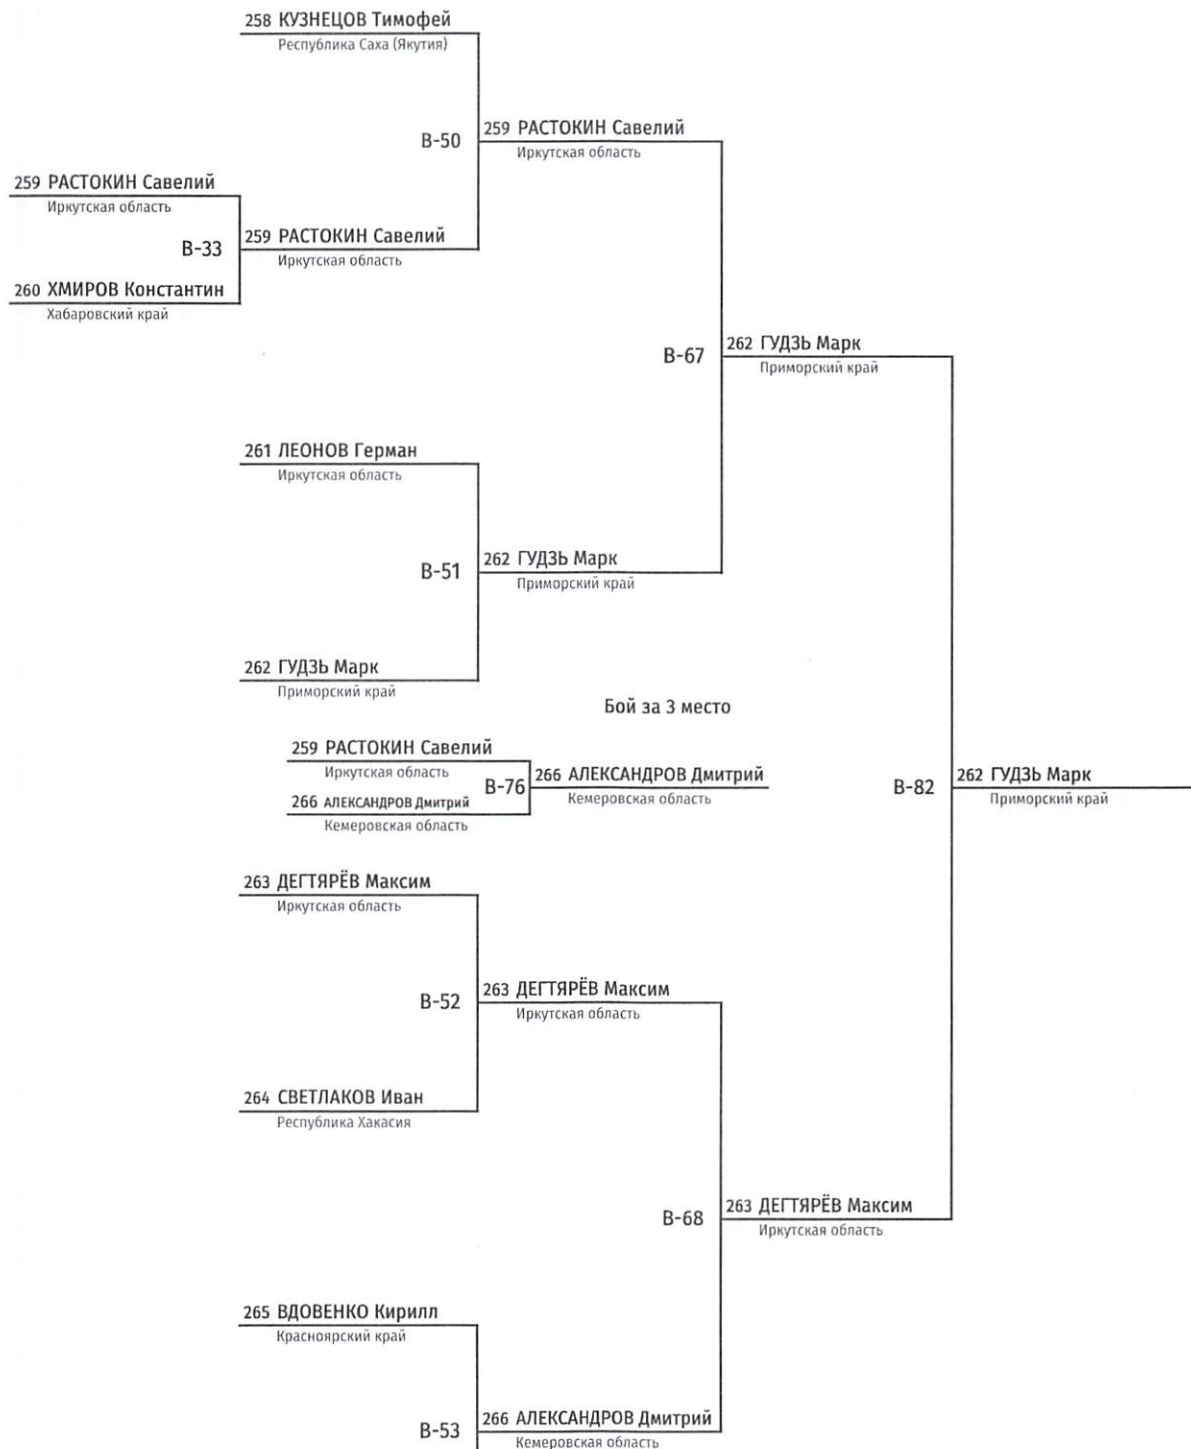 258 КУЗНЕЦОВ Тимофей
Республика Саха (Якутия)
B-50
259 РАСТОКИН Савелий
Иркутская область
259 РАСТОКИН Савелий
Иркутская область
B-33
259 РАСТОКИН Савелий
Иркутская область
260 ХМИРОВ Константин
Хабаровский край
B-67
262 ГУДЗЬ Марк
Приморский край
261 ЛЕОНОВ Герман
Иркутская область
B-51
262 ГУДЗЬ Марк
Приморский край
262 ГУДЗЬ Марк
Приморский край
Бой за 3 место
259 РАСТОКИН Савелий
Иркутская область
B-76
266 АЛЕКСАНДРОВ Дмитрий
Кемеровская область
266 АЛЕКСАНДРОВ Дмитрий
Кемеровская область
B-82
262 ГУДЗЬ Марк
Приморский край
263 ДЕГТЯРЁВ Максим
Иркутская область
B-52
263 ДЕГТЯРЁВ Максим
Иркутская область
264 СВЕТЛАКОВ Иван
Республика Хакасия
B-68
263 ДЕГТЯРЁВ Максим
Иркутская область
265 ВДОВЕНКО Кирилл
Красноярский край
B-53
266 АЛЕКСАНДРОВ Дмитрий
Кемеровская область